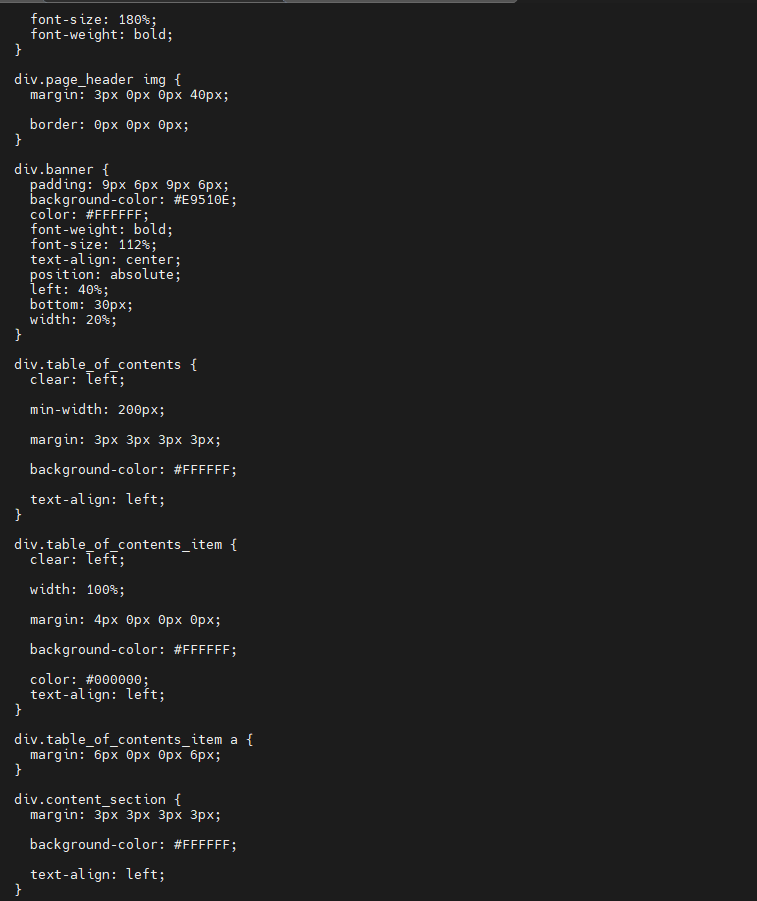 font-size: 180%;
font-weight: bold;
}
div.page_header img {
margin: 3px 0px 0px 40px;
border: 0px 0px 0px;
}
div.banner {
padding: 9px 6px 9px 6px;
background-color: #E9510E;
color: #FFFFFF;
font-weight: bold;
font-size: 112%;
text-align: center;
position: absolute;
left: 40%;
bottom: 30px;
width: 20%;
}
div.table_of_contents {
clear: left;
min-width: 200px;
margin: 3px 3px 3px 3px;
background-color: #FFFFFF;
text-align: left;
}
div.table_of_contents_item {
clear: left;
width: 100%;
margin: 4px 0px 0px 0px;
background-color: #FFFFFF;
color: #000000;
text-align: left;
}
div.table_of_contents_item a {
margin: 6px 0px 0px 6px;
}
div.content_section {
margin: 3px 3px 3px 3px;
background-color: #FFFFFF;
text-align: left;
}